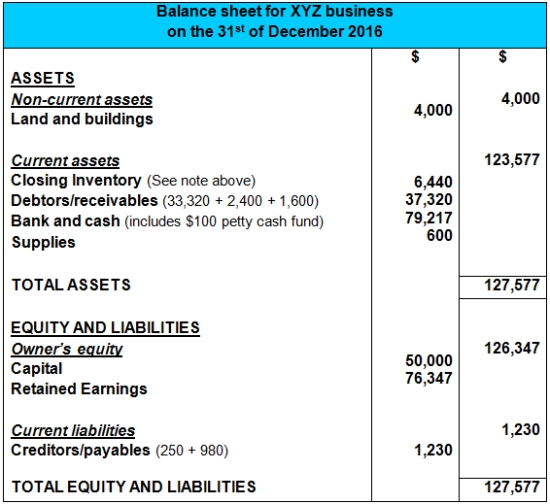 Balance sheet for XYZ business
on the 31st of December 2016
$ $
ASSETS
Non-current assets 4,000
Land and buildings 4,000
Current assets 123,577
Closing Inventory (See note above) 6,440
Debtors/receivables (33,320 + 2,400 + 1,600) 37,320
Bank and cash (includes $100 petty cash fund) 79,217
Supplies 600
TOTAL ASSETS 127,577
EQUITY AND LIABILITIES
Owner's equity 126,347
Capital 50,000
Retained Earnings 76,347
Current liabilities 1,230
Creditors/payables (250 + 980) 1,230
TOTAL EQUITY AND LIABILITIES 127,577